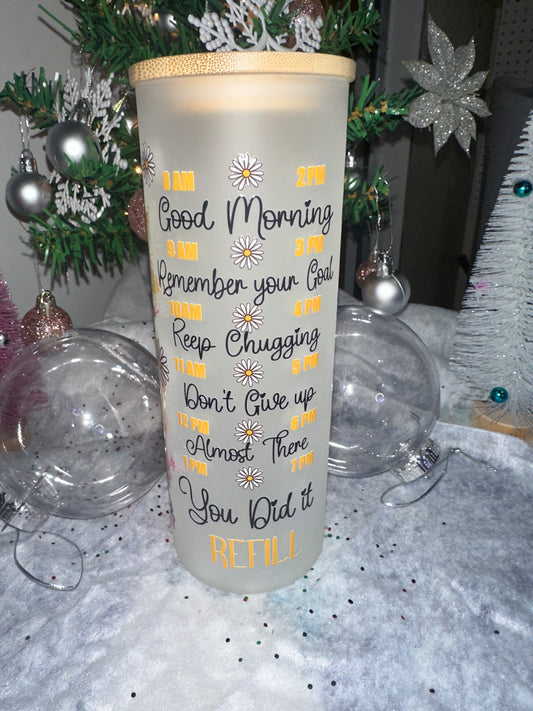 8 AM 2 PM
Good Morning
9 AM 3 PM
Remember your Goal
10 AM 4 PM
Keep Chugging
11 AM 5 PM
Don't Give up
12 PM 6 PM
Almost There
1 PM 7 PM
You Did it
REFILL